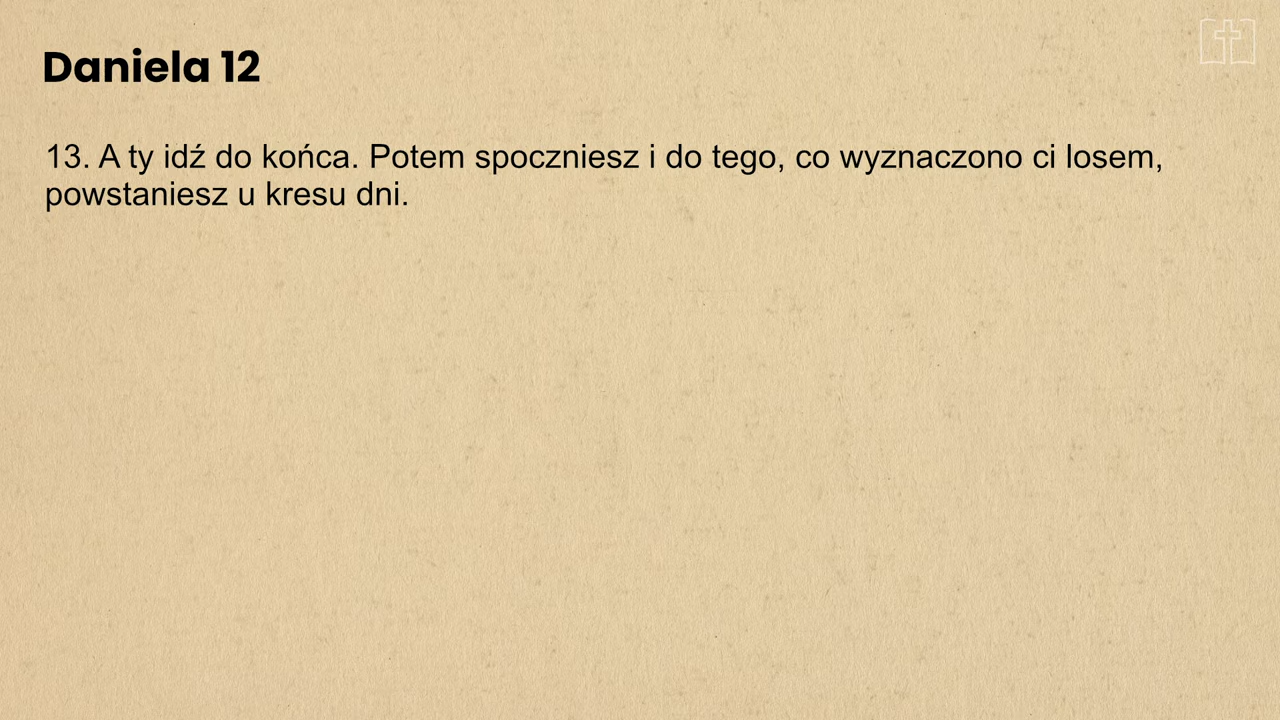 Daniela 12
13. A ty idź do końca. Potem spoczniesz i do tego, co wyznaczono ci losem,
powstaniesz u kresu dni.